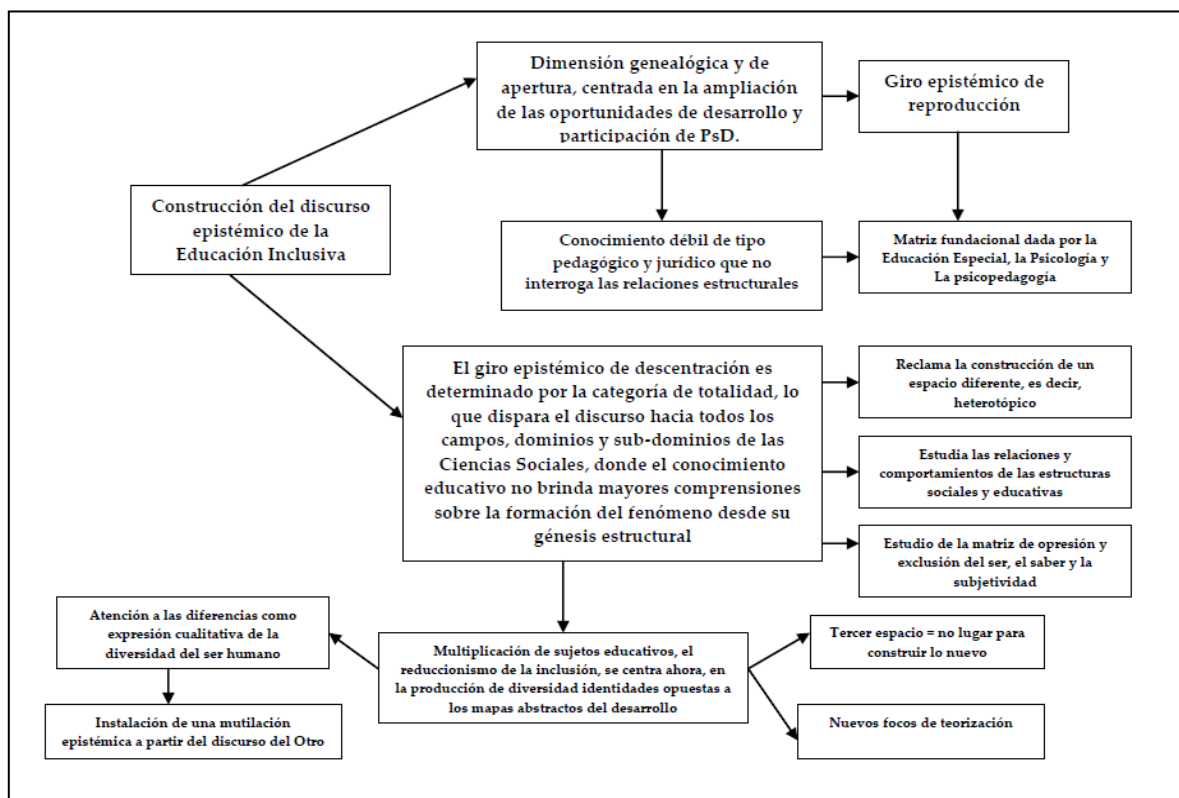 Dimensión genealógica y de
apertura, centrada en la ampliación
de las oportunidades de desarrollo y
participación de PsD.
Giro epistémico de
reproducción
Construcción del discurso
epistémico de la
Educación Inclusiva
Conocimiento débil de tipo
pedagógico y jurídico que no
interroga las relaciones estructurales
Matriz fundacional dada por la
Educación Especial, la Psicología y
La psicopedagogía
El giro epistémico de descentración es
determinado por la categoría de totalidad, lo
que dispara el discurso hacia todos los
campos, dominios y sub-dominios de las
Ciencias Sociales, donde el conocimiento
educativo no brinda mayores comprensiones
sobre la formación del fenómeno desde su
génesis estructural
Reclama la construcción de un
espacio diferente, es decir,
heterotópico
Estudia las relaciones y
comportamientos de las estructuras
sociales y educativas
Estudio de la matriz de opresión y
exclusión del ser, el saber y la
subjetividad
Atención a las diferencias como
expresión cualitativa de la
diversidad del ser humano
Multiplicación de sujetos educativos, el
reduccionismo de la inclusión, se centra ahora, en
la producción de diversidad identidades opuestas a
los mapas abstractos del desarrollo
Tercer espacio = no lugar para
construir lo nuevo
Instalación de una mutilación
epistémica a partir del discurso del Otro
Nuevos focos de teorización